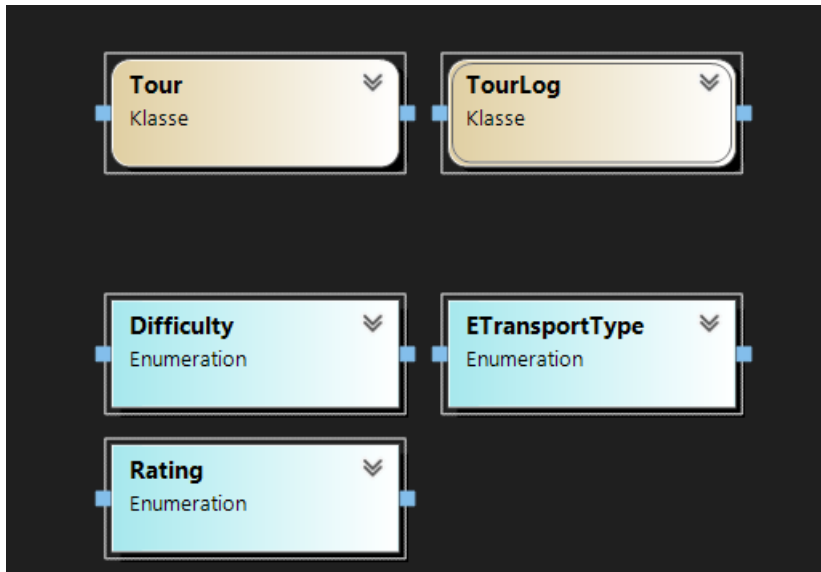 Tour
Klasse
TourLog
Klasse
Difficulty
Enumeration
ETransportType
Enumeration
Rating
Enumeration